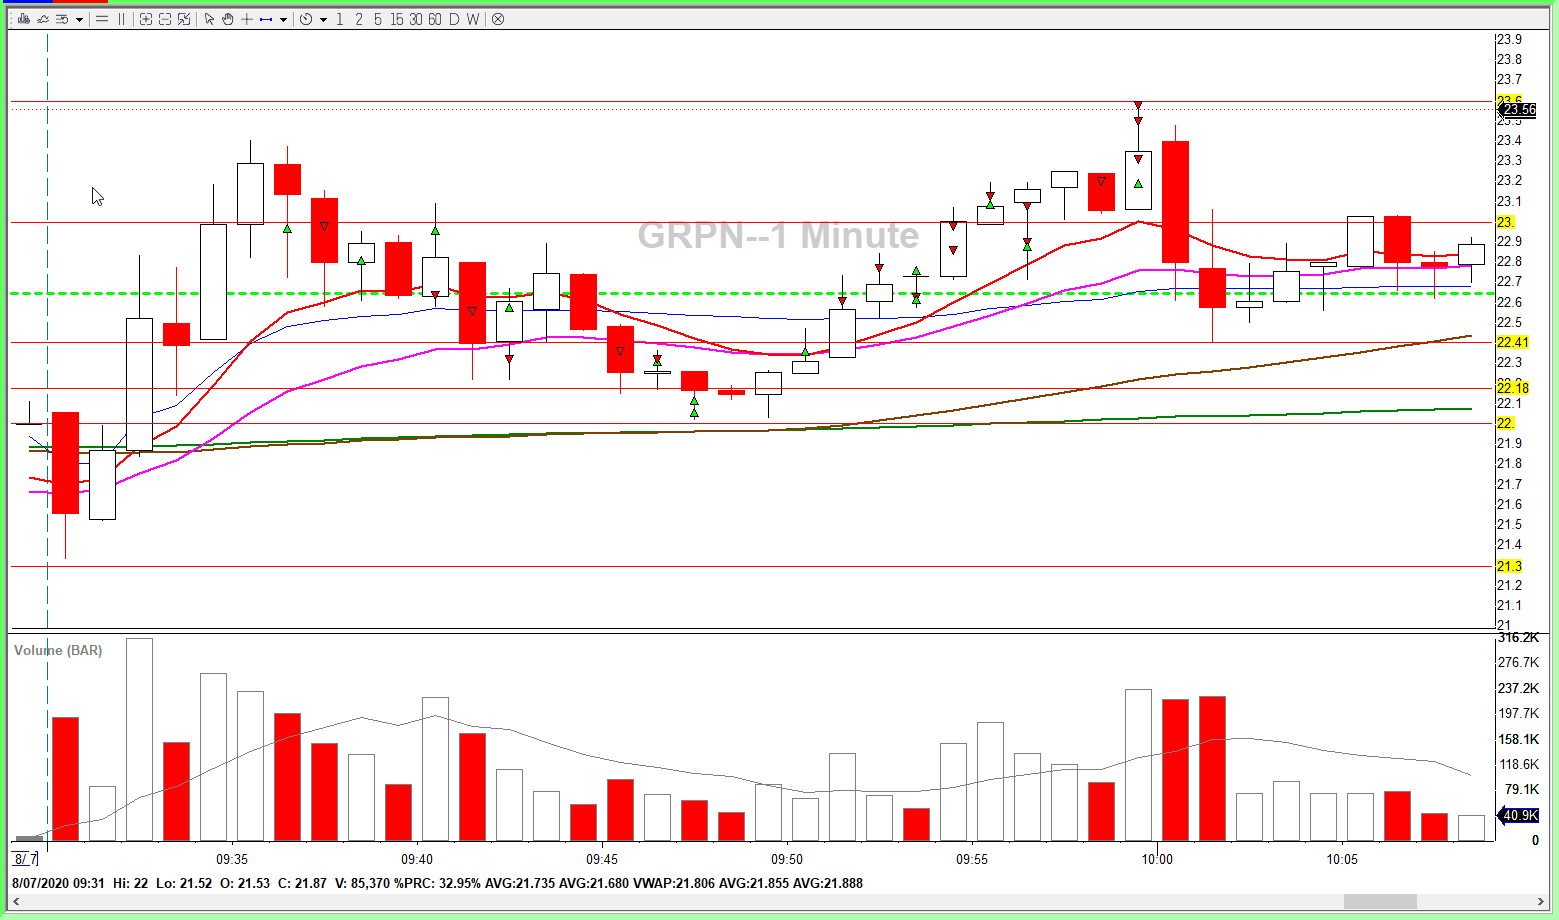 1 2 5 15 30 60 D W
GRPN--1 Minute
23.9
23.8
23.7
23.6
23.56
23.5
23.4
23.3
23.2
23.1
23.
22.9
22.8
22.7
22.6
22.5
22.41
22.3
22.18
22.1
22.
21.9
21.8
21.7
21.6
21.5
21.4
21.3
21.2
21.1
21
Volume (BAR)
316.2K
276.7K
237.2K
197.7K
158.1K
118.6K
79.1K
40.9K
0
8/ 7 09:35 09:40 09:45 09:50 09:55 10:00 10:05
8/07/2020 09:31 Hi: 22 Lo: 21.52 O: 21.53 C: 21.87 V: 85,370 %PRC: 32.95% AVG:21.735 AVG:21.680 VWAP:21.806 AVG:21.855 AVG:21.888